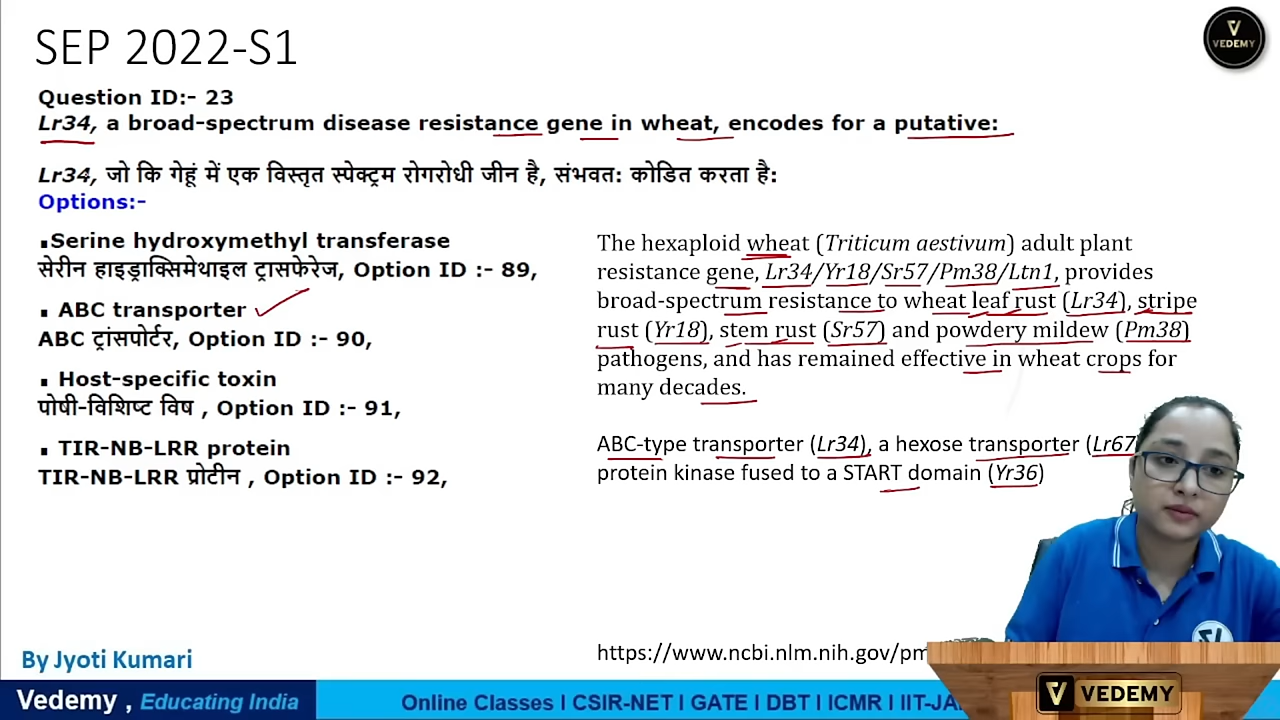 SEP 2022-S1
VEDEMY
Question ID:- 23
Lr34, a broad-spectrum disease resistance gene in wheat, encodes for a putative:
Lr34, जो कि गेहूं में एक विस्तृत स्पेक्ट्रम रोगरोधी जीन है, संभवत: कोडित करता है:
Options:-
Serine hydroxymethyl transferase
सेरीन हाइड्राक्सिमेथाइल ट्रासफेरेज, Option ID :- 89,
ABC transporter
ABC ट्रांसपोर्टर, Option ID :- 90,
Host-specific toxin
पोषी-विशिष्ट विष , Option ID :- 91,
TIR-NB-LRR protein
TIR-NB-LRR प्रोटीन , Option ID :- 92,
The hexaploid wheat (Triticum aestivum) adult plant
resistance gene, Lr34/Yr18/Sr57/Pm38/Ltn1, provides
broad-spectrum resistance to wheat leaf rust (Lr34), stripe
rust (Yr18), stem rust (Sr57) and powdery mildew (Pm38)
pathogens, and has remained effective in wheat crops for
many decades.
ABC-type transporter (Lr34), a hexose transporter (Lr67
protein kinase fused to a START domain (Yr36)
https://www.ncbi.nlm.nih.gov/pm
By Jyoti Kumari
VEDEMY
Vedemy , Educating India
Online Classes I CSIR-NET I GATE I DBT I ICMR I IIT-JA